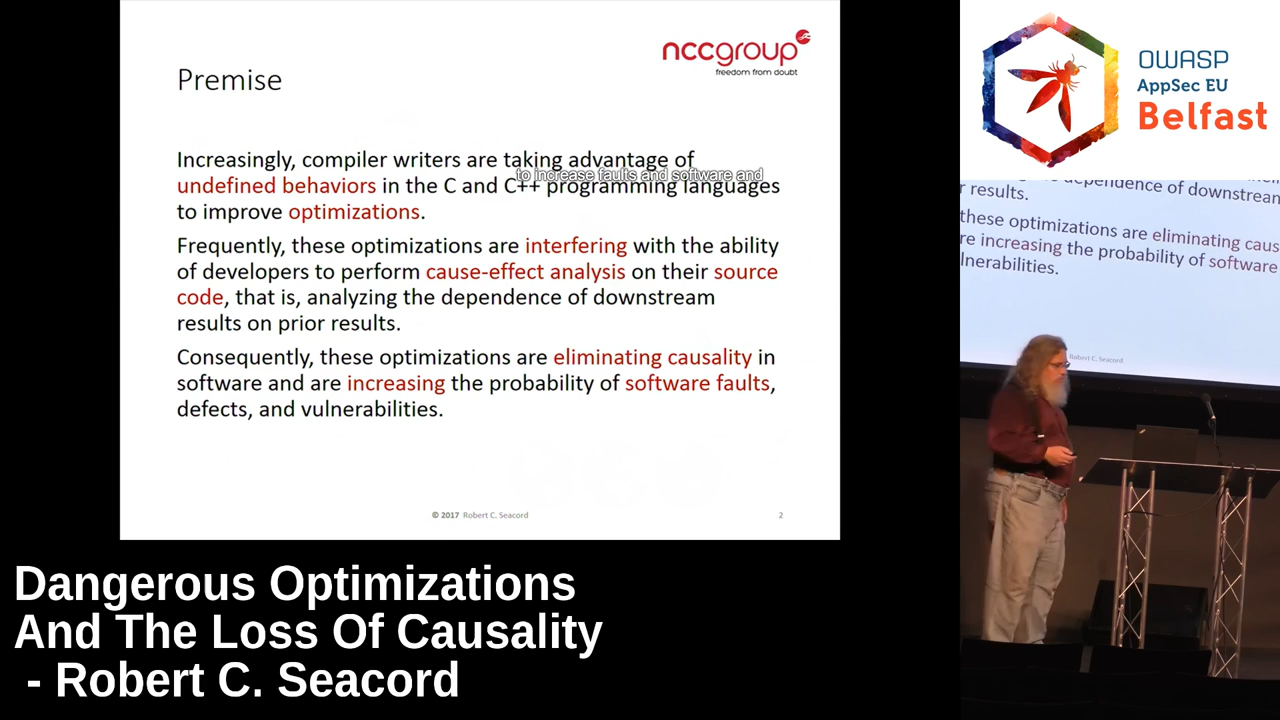 Premise
nccgroup
freedom from doubt
Increasingly, compiler writers are taking advantage of
to increase faults and software and
undefined behaviors in the C and C++ programming languages
to improve optimizations.
Frequently, these optimizations are interfering with the ability
of developers to perform cause-effect analysis on their source
code, that is, analyzing the dependence of downstream
results on prior results.
Consequently, these optimizations are eliminating causality in
software and are increasing the probability of software faults,
defects, and vulnerabilities.
© 2017 Robert C. Seacord
2
OWASP
AppSec EU
Belfast
dependence of downstream
results.
these optimizations are eliminating
increasing the probability of software
Robert C. Seacord
Dangerous Optimizations
And The Loss Of Causality
- Robert C. Seacord